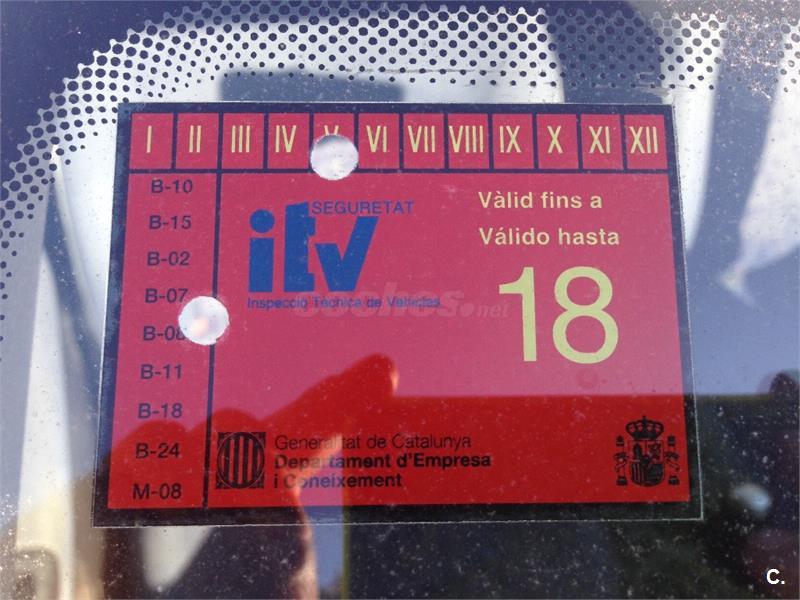 I II III IV V VI VII VIII IX X XI XII
B-10
B-15
B-02
B-07
B-08
B-11
B-18
B-24
M-08
SEGURETAT
itv
Inspecció Tècnica de Vehicles
Vàlid fins a
Válido hasta
18
coches.net
Generalitat de Catalunya
Departament d'Empresa
i Coneixement
C.